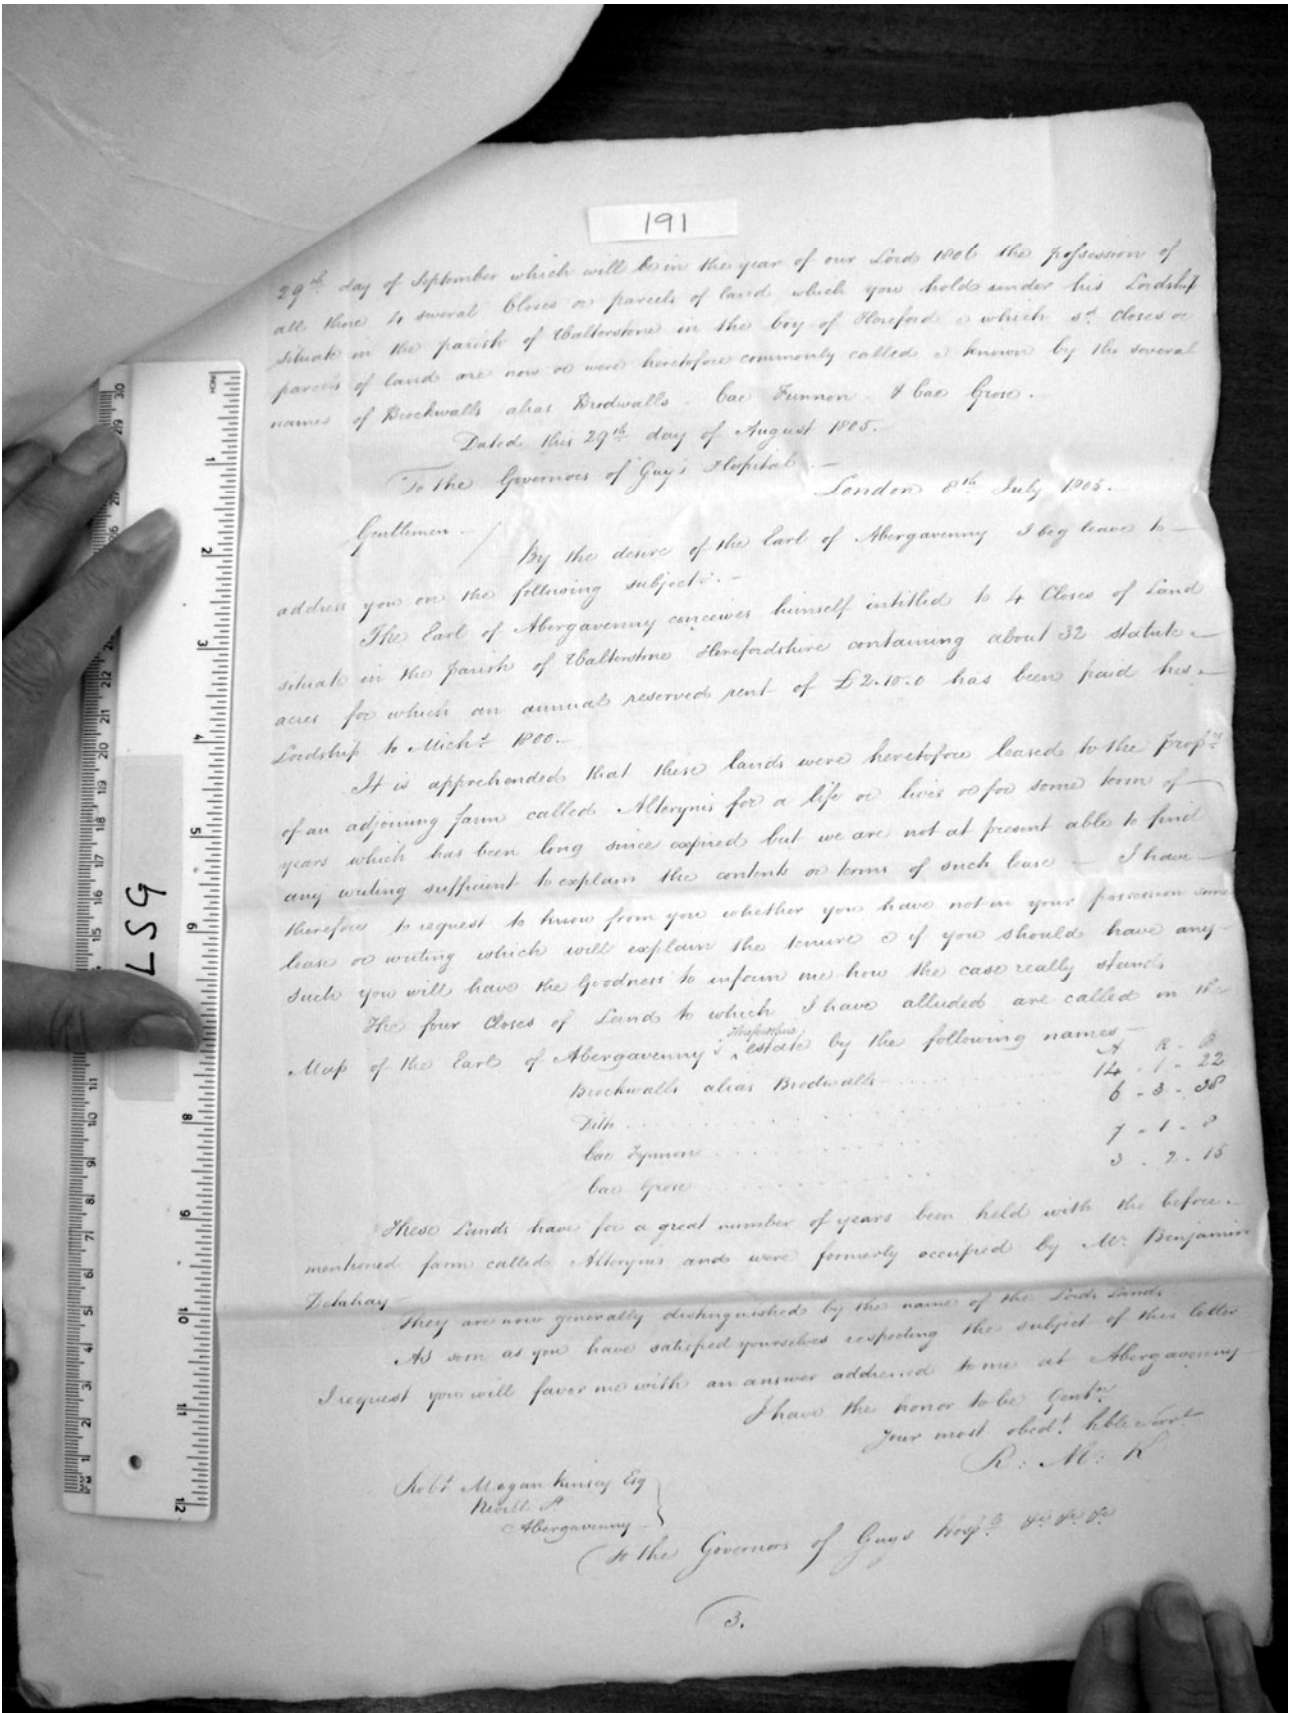 191
29th day of September which will be in the year of our Lord 1806 the possession of
all those 4 several Closes or parcels of land which you hold under his Lordship
situate in the parish of Walterstone in the Coy of Hereford & which sd. Closes or
parcels of land are now or were heretofore commonly called & known by the several
names of Brockwalls alias Brodwalls - Cae Funnon - & Cae Grose -
Dated this 29th day of August 1805.-
To the Governors of Guy's Hospital.-
London 8th July 1805.-
Gentlemen - /
By the desire of the Earl of Abergavenny I beg leave to -
address you on the following subject.-
The Earl of Abergavenny conceives himself intitled to 4 Closes of Land
situate in the parish of Walterstone Herefordshire containing about 32 statute -
acres for which an annual reserved rent of £2.10.0 has been paid his -
Lordship to Michs. 1800.-
It is apprehended that these lands were heretofore leased to the Propr.
of an adjoining farm called Alterynis for a life or lives or for some term of -
years which has been long since expired but we are not at present able to find
any writing sufficient to explain the contents or terms of such lease - I have -
therefore to request to know from you whether you have not in your possession some
lease or writing which will explain the tenure & if you should have any -
such you will have the Goodness to inform me how the case really stands
The four Closes of Land to which I have alluded are called in the
Map of the Earl of Abergavenny's Herefordshire estate by the following names -
A R P
Brockwalls alias Brodwalls 14 - 1 - 22
Ditto 6 - 3 - 38
Cae Fynnon 7 - 1 - 8
Cae Grose 3 - 2 - 15
These Lands have for a great number of years been held with the before -
mentioned farm called Alterynis and were formerly occupied by Mr. Benjamin
Delahay -
They are now generally distinguished by the name of the Lords Lands
As soon as you have satisfied yourselves respecting the subject of this letter
I request you will favor me with an answer addressed to me at Abergavenny -
I have the honor to be Gentn.
Your most obedt. hble Servt.
R: M: K
Robt Morgan Kinsey Esq
Nevill St.
Abergavenny -
To the Governors of Guys Hospl. &c &c &c
3.
657